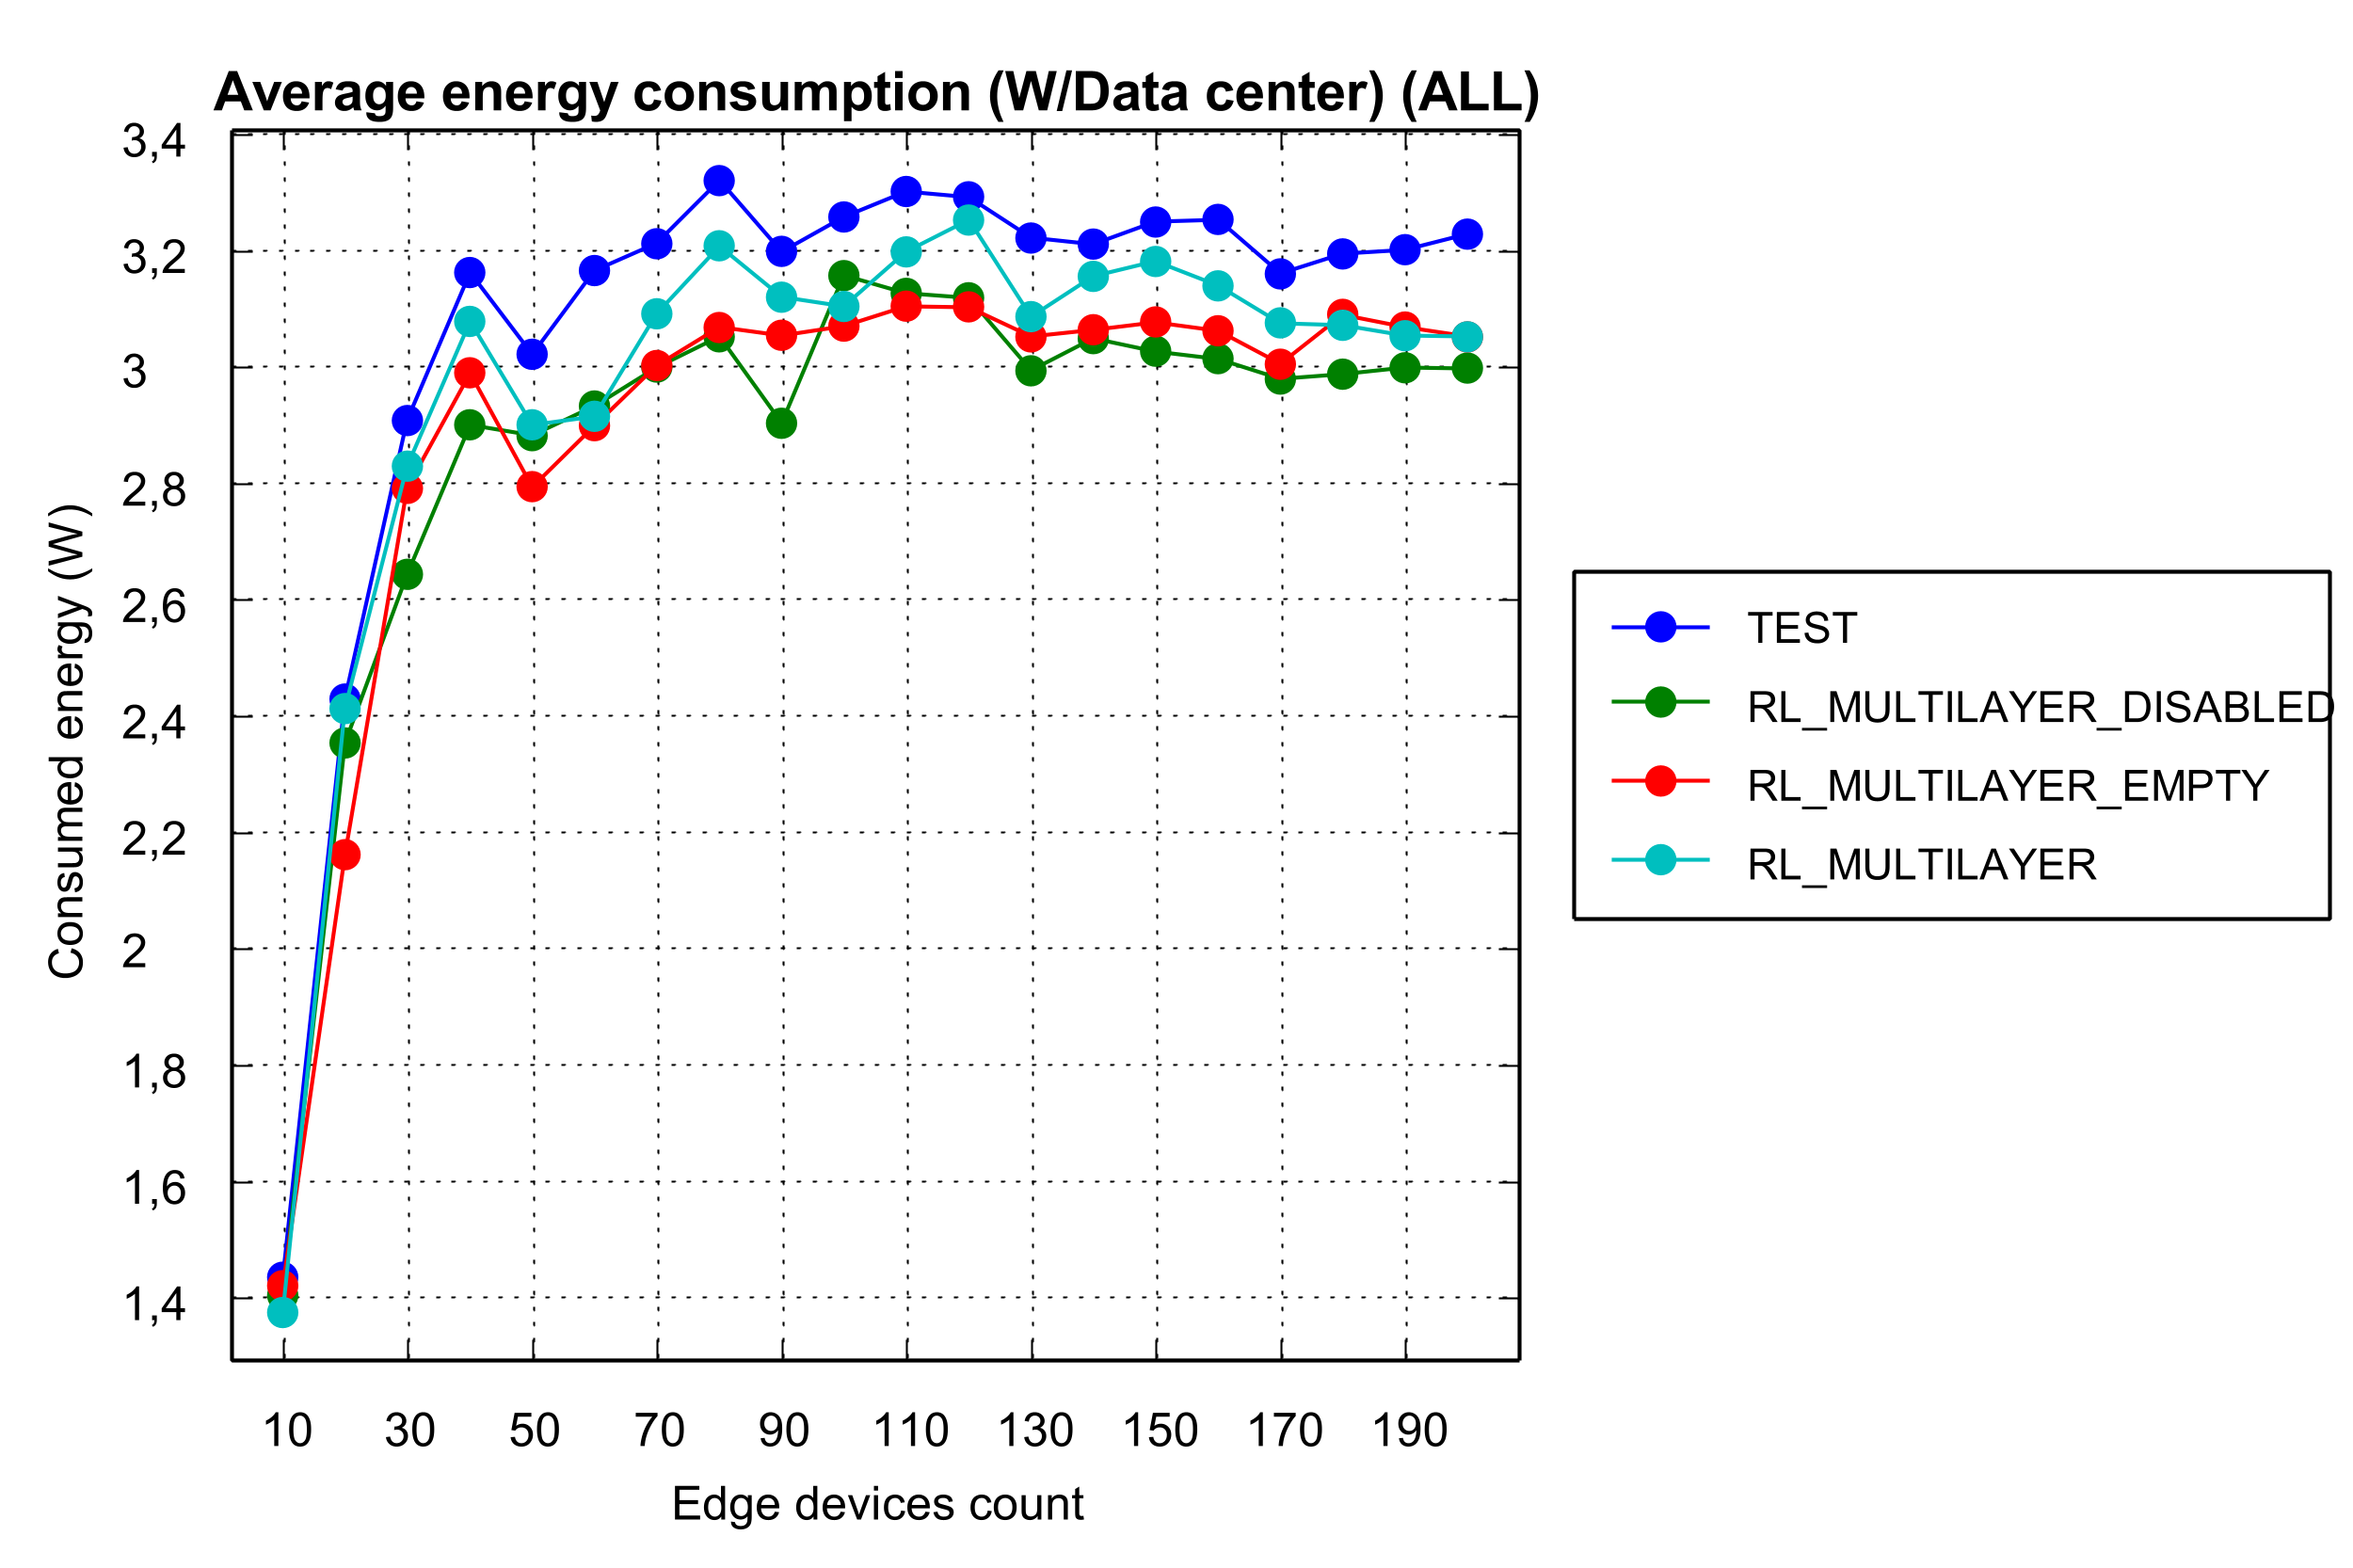 Average energy consumption (W/Data center) (ALL)
3,4
3,2
3
2,8
2,6
2,4
2,2
2
1,8
1,6
1,4
Consumed energy (W)
10 30 50 70 90 110 130 150 170 190
Edge devices count
TEST
RL_MULTILAYER_DISABLED
RL_MULTILAYER_EMPTY
RL_MULTILAYER